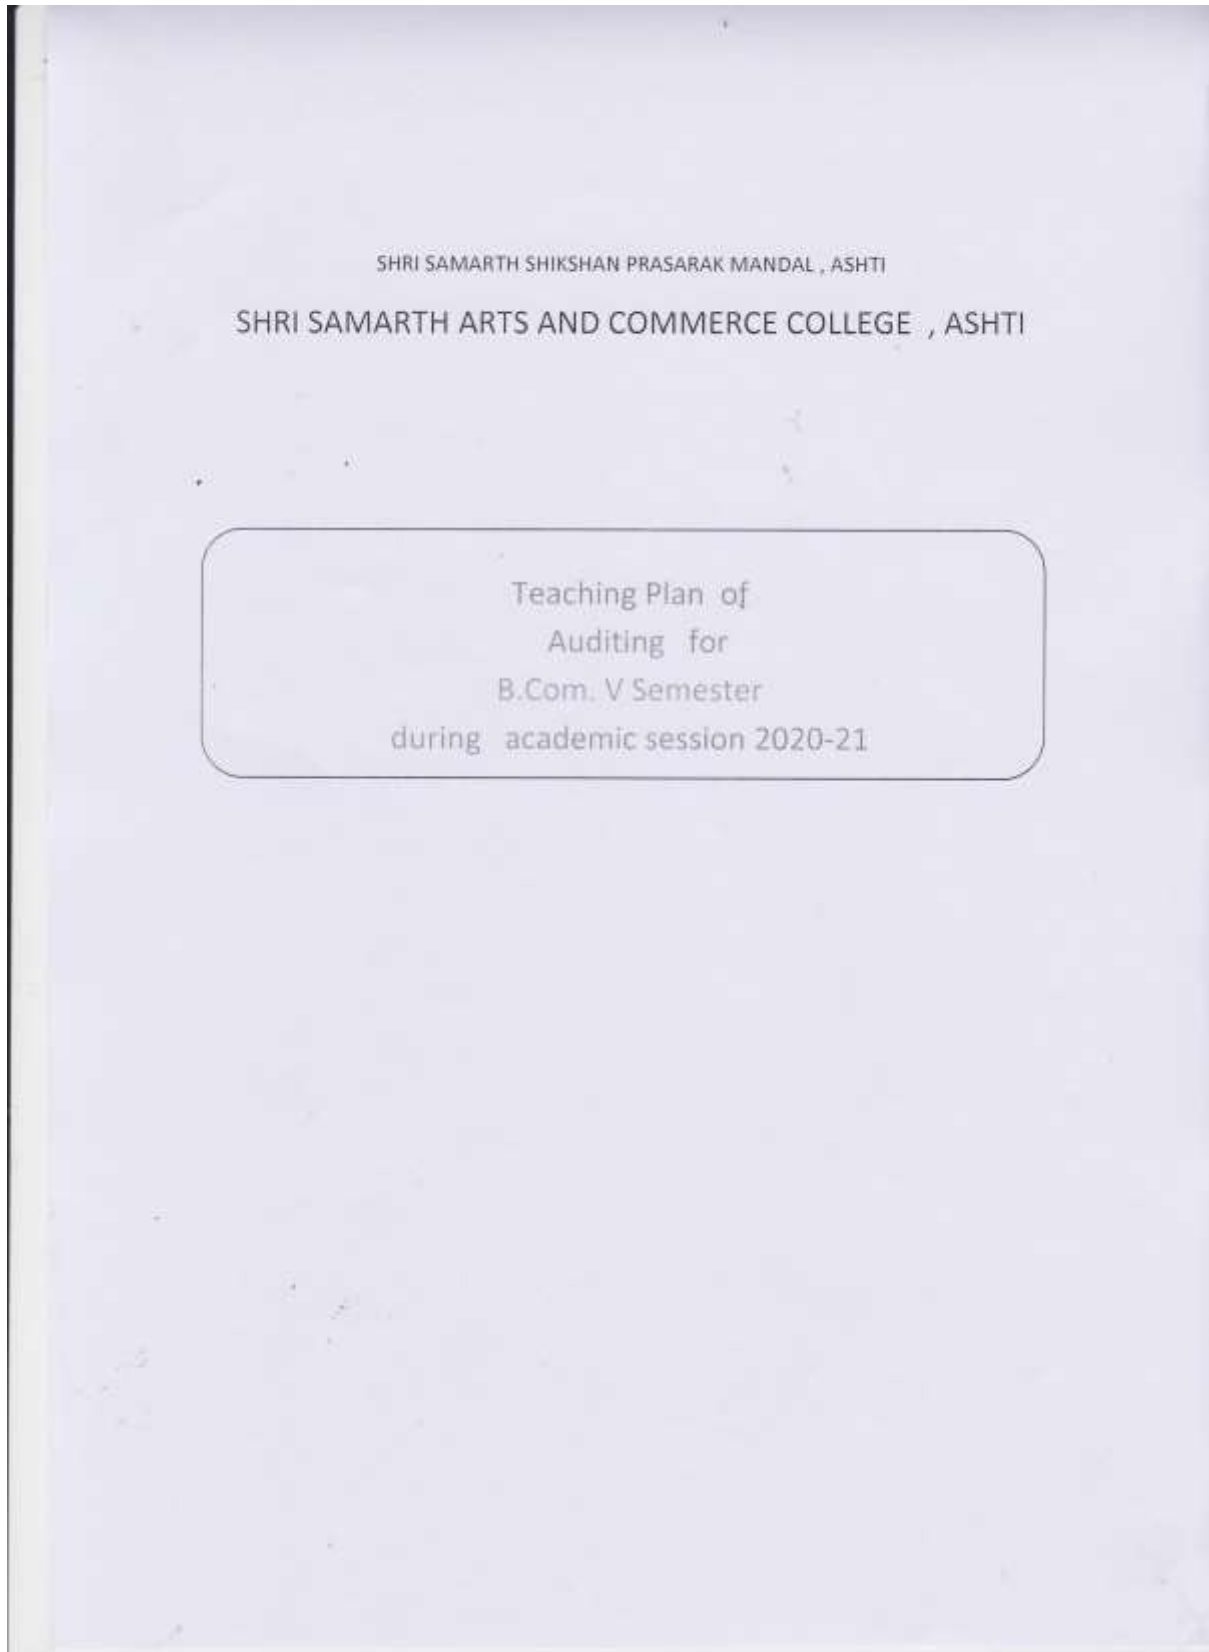 SHRI SAMARTH SHIKSHAN PRASARAK MANDAL , ASHTI
SHRI SAMARTH ARTS AND COMMERCE COLLEGE , ASHTI
Teaching Plan of
Auditing for
B.Com. V Semester
during academic session 2020-21